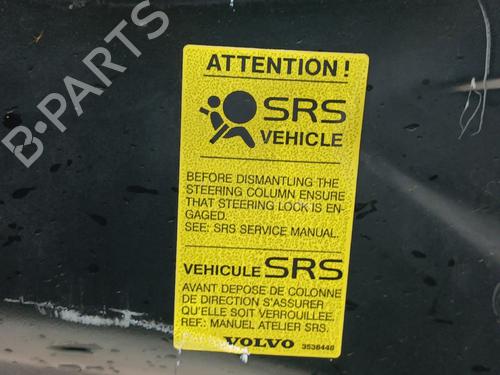 B-PARTS
ATTENTION !
SRS
VEHICLE
BEFORE DISMANTLING THE
STEERING COLUMN ENSURE
THAT STEERING LOCK IS EN-
GAGED.
SEE: SRS SERVICE MANUAL.
VEHICULE SRS
AVANT DEPOSE DE COLONNE
DE DIRECTION S'ASSURER
QU'ELLE SOIT VERROUILLEE.
REF.: MANUEL ATELIER SRS.
VOLVO 3538448